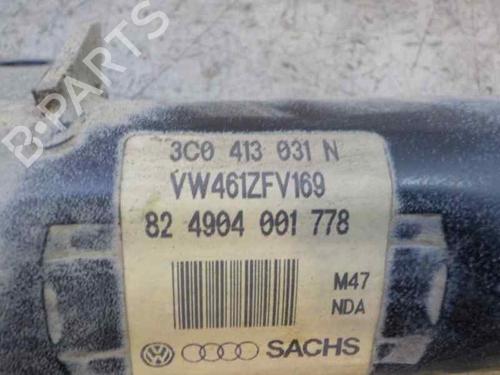 B-PARTS
3C0 413 031 N
VW461ZFV169
82 4904 001 778
M47
NDA
SACHS